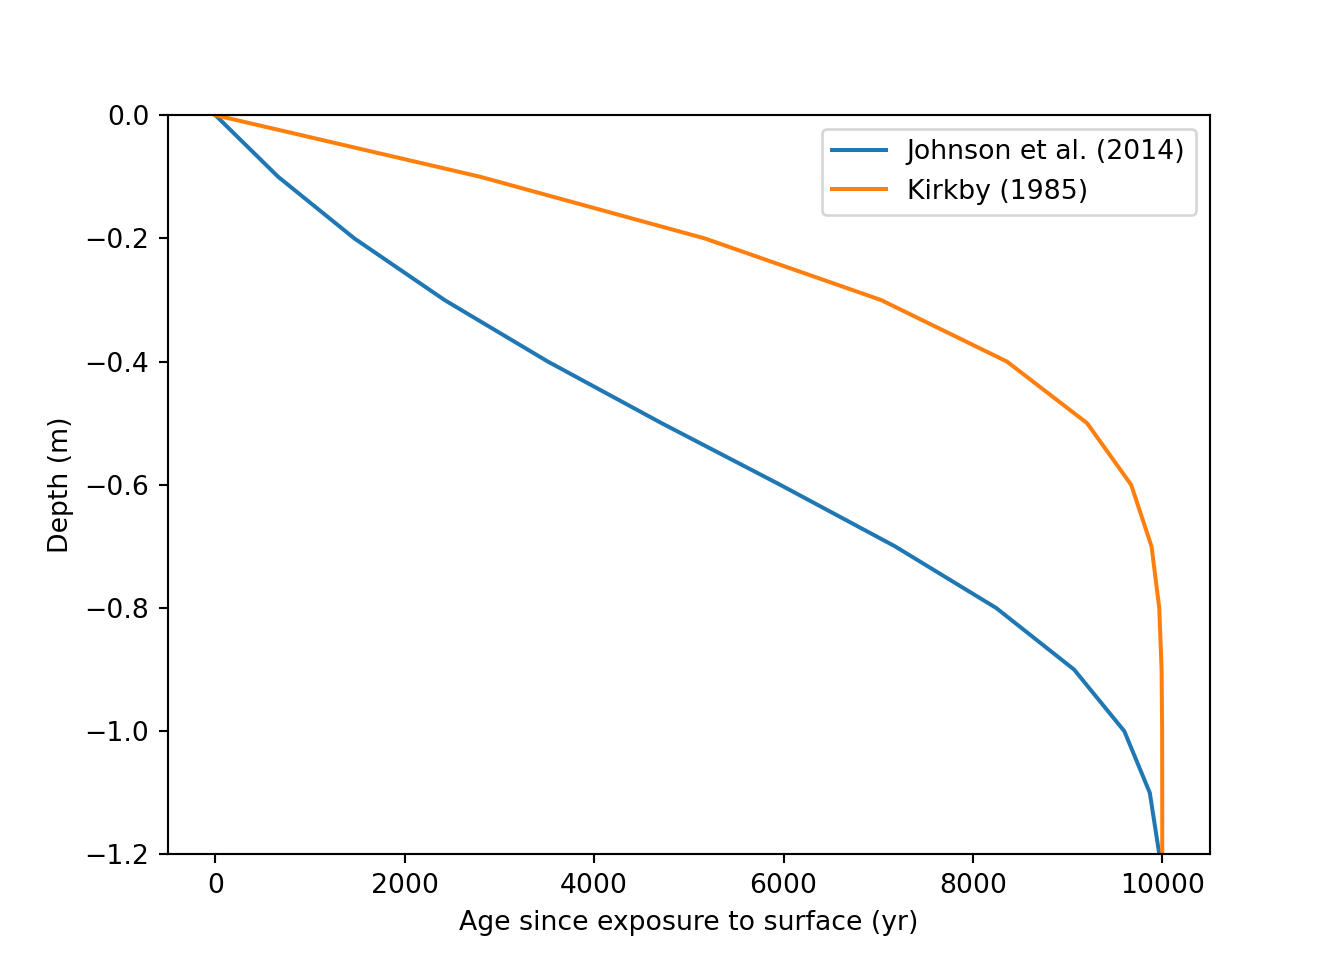 Johnson et al. (2014)
Kirkby (1985)
0.0
−0.2
−0.4
−0.6
−0.8
−1.0
−1.2
Depth (m)
0 2000 4000 6000 8000 10000
Age since exposure to surface (yr)